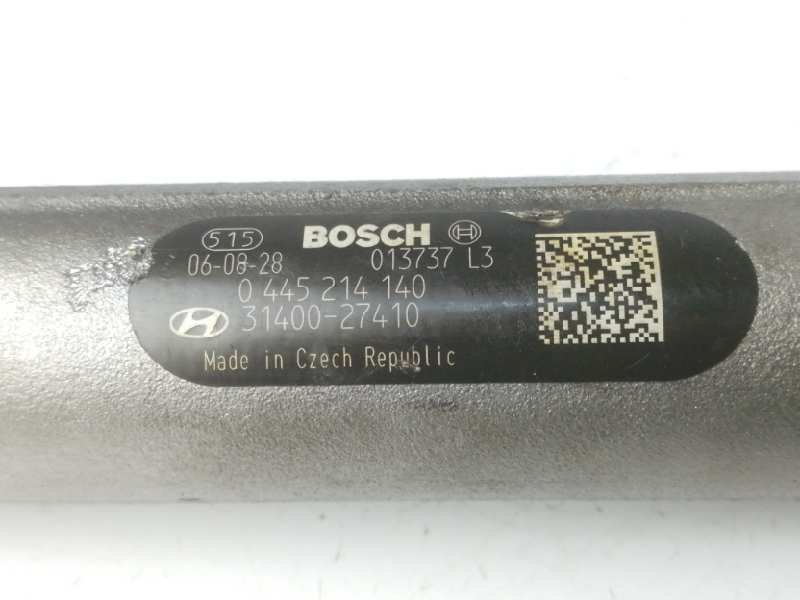 515 BOSCH
06-08-28 013737 L3
0 445 214 140
31400-27410
Made in Czech Republic